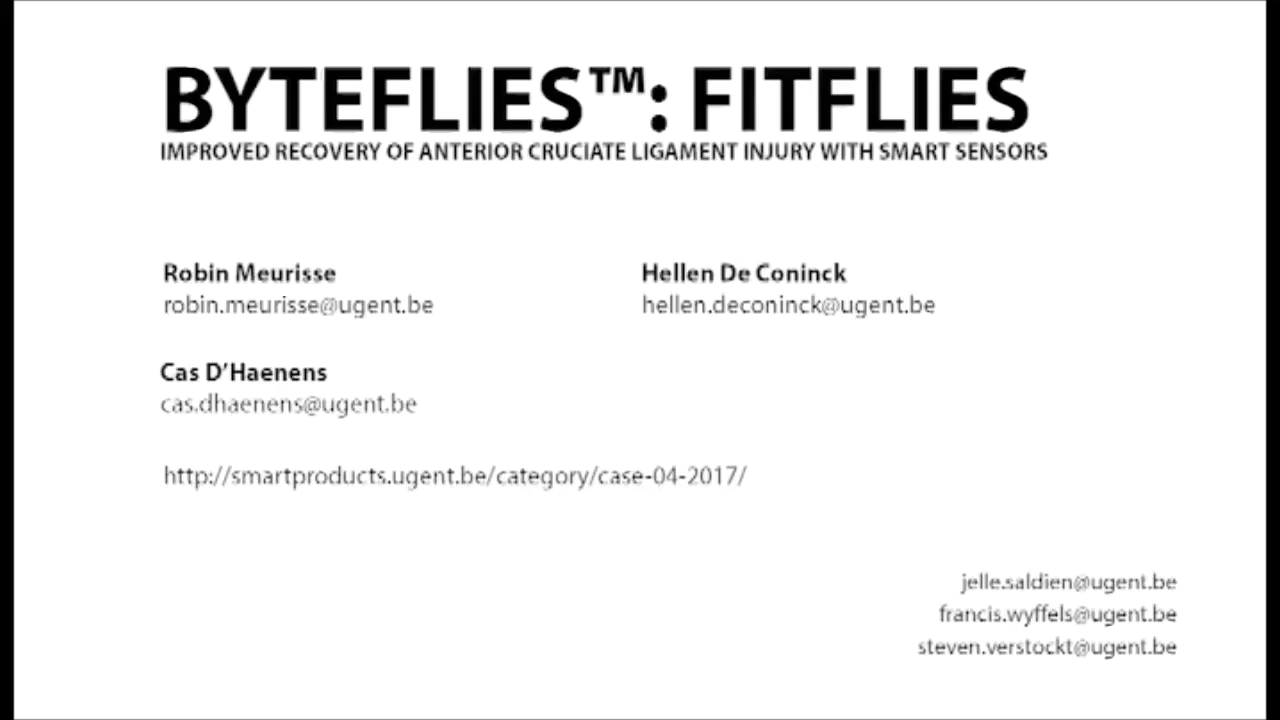 BYTEFLIES™: FITFLIES
IMPROVED RECOVERY OF ANTERIOR CRUCIATE LIGAMENT INJURY WITH SMART SENSORS
Robin Meurisse
robin.meurisse@ugent.be
Hellen De Coninck
hellen.deconinck@ugent.be
Cas D’Haenens
cas.dhaenens@ugent.be
http://smartproducts.ugent.be/category/case-04-2017/
jelle.saldien@ugent.be
francis.wyffels@ugent.be
steven.verstockt@ugent.be